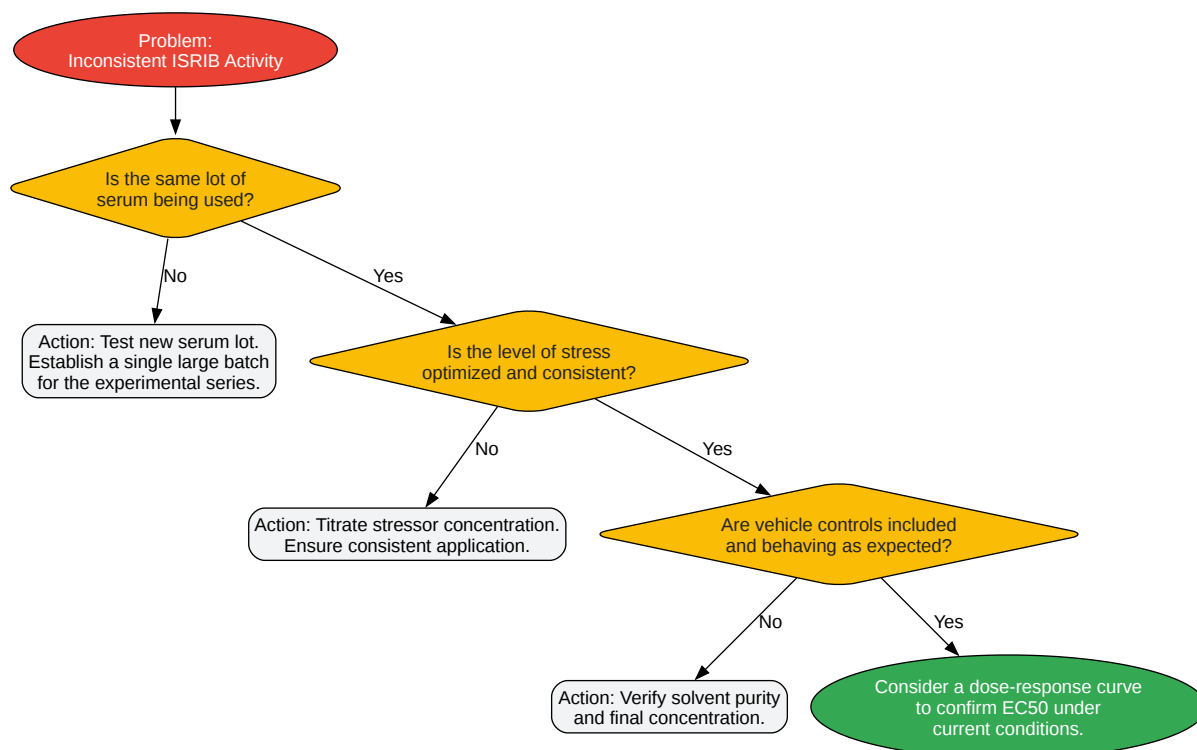 Problem:
Inconsistent ISRIB Activity
Is the same lot of
serum being used?
No
Yes
Action: Test new serum lot.
Establish a single large batch
for the experimental series.
Is the level of stress
optimized and consistent?
No
Yes
Action: Titrate stressor concentration.
Ensure consistent application.
Are vehicle controls included
and behaving as expected?
No
Yes
Action: Verify solvent purity
and final concentration.
Consider a dose-response curve
to confirm EC50 under
current conditions.